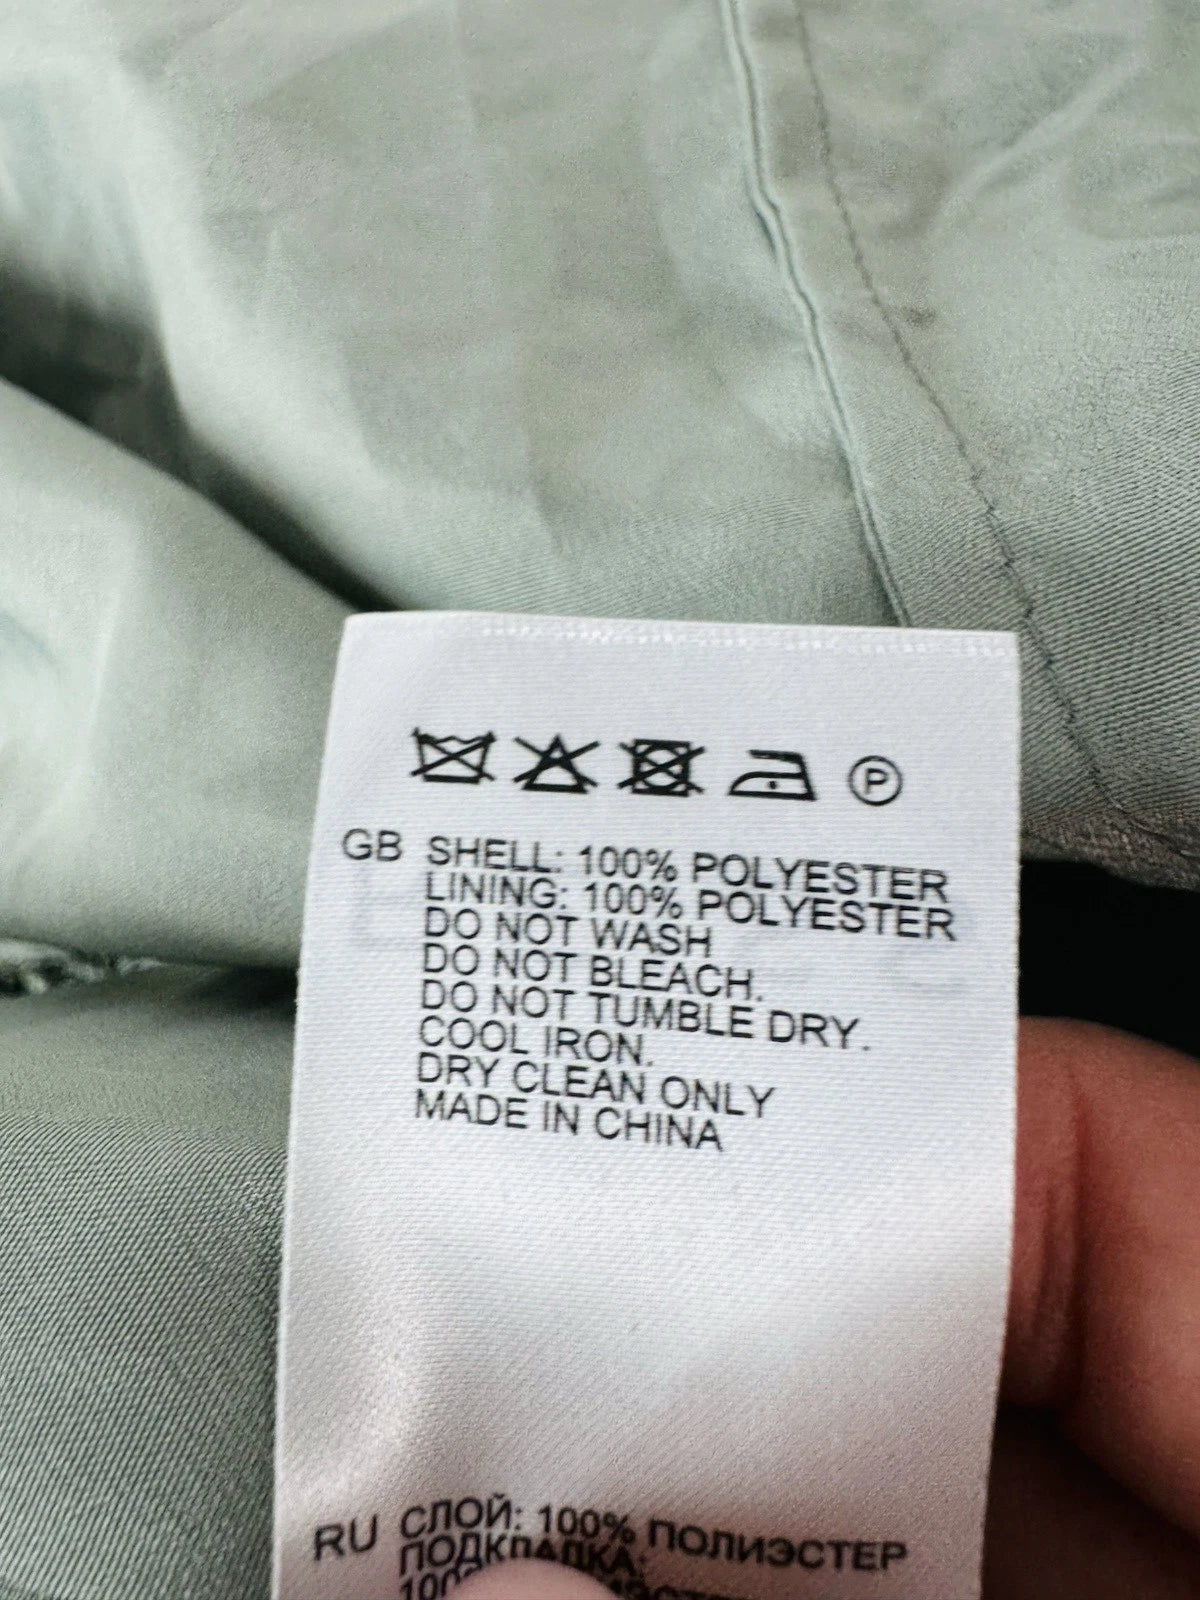 P
GB SHELL: 100% POLYESTER
LINING: 100% POLYESTER
DO NOT WASH
DO NOT BLEACH.
DO NOT TUMBLE DRY.
COOL IRON.
DRY CLEAN ONLY
MADE IN CHINA
RU СЛОЙ: 100% ПОЛИЭСТЕР
ПОДКЛАДКА: